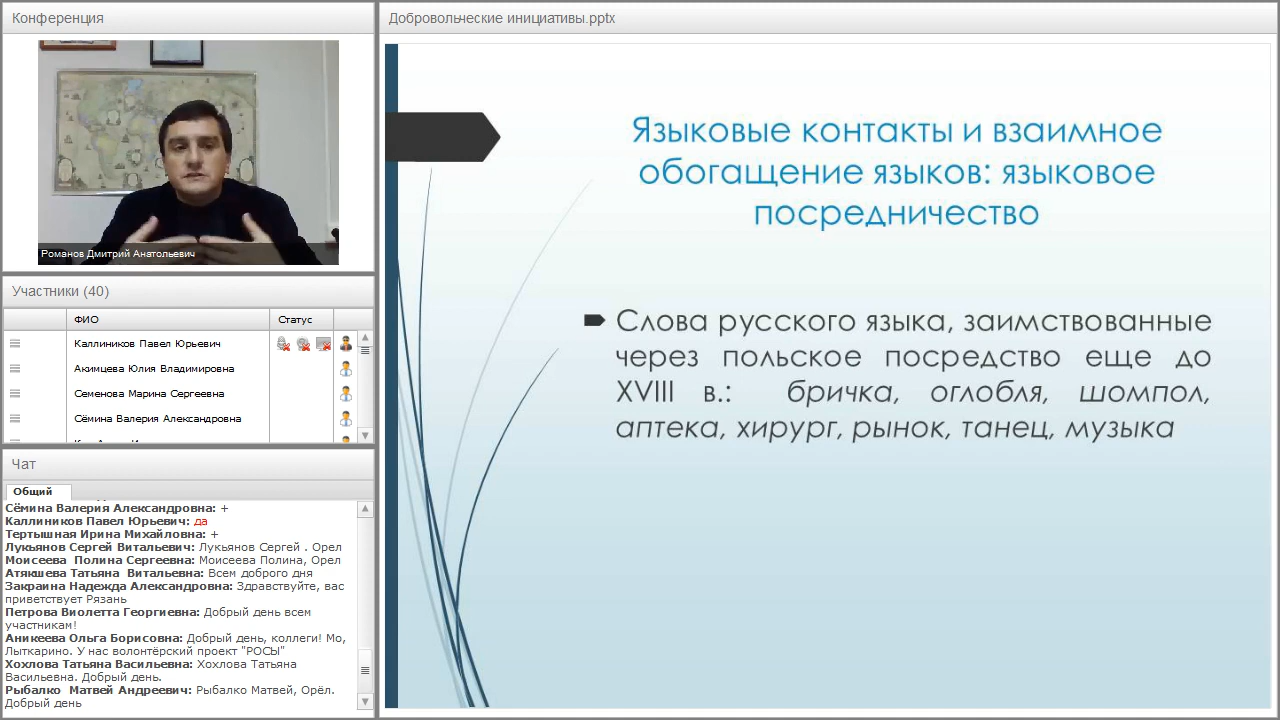 Конференция
Романов Дмитрий Анатольевич
Участники (40)
ФИО
Статус
Каллиников Павел Юрьевич
Акимцева Юлия Владимировна
Семенова Марина Сергеевна
Сёмина Валерия Александровна
Чат
Общий
Сёмина Валерия Александровна: +
Каллиников Павел Юрьевич: да
Тертышная Ирина Михайловна: +
Лукьянов Сергей Витальевич: Лукьянов Сергей . Орел
Моисеева Полина Сергеевна: Моисеева Полина, Орел
Атякшева Татьяна Витальевна: Всем доброго дня
Закраина Надежда Александровна: Здравствуйте, вас
приветствует Рязань
Петрова Виолетта Георгиевна: Добрый день всем
участникам!
Аникеева Ольга Борисовна: Добрый день, коллеги! Мо,
Лыткарино. У нас волонтёрский проект "РОСЫ"
Хохлова Татьяна Васильевна: Хохлова Татьяна
Васильевна. Добрый день.
Рыбалко Матвей Андреевич: Рыбалко Матвей, Орёл.
Добрый день
Добровольческие инициативы.pptx
Языковые контакты и взаимное
обогащение языков: языковое
посредничество
Слова русского языка, заимствованные
через польское посредство еще до
XVIII в.: бричка, оглобля, шомпол,
аптека, хирург, рынок, танец, музыка